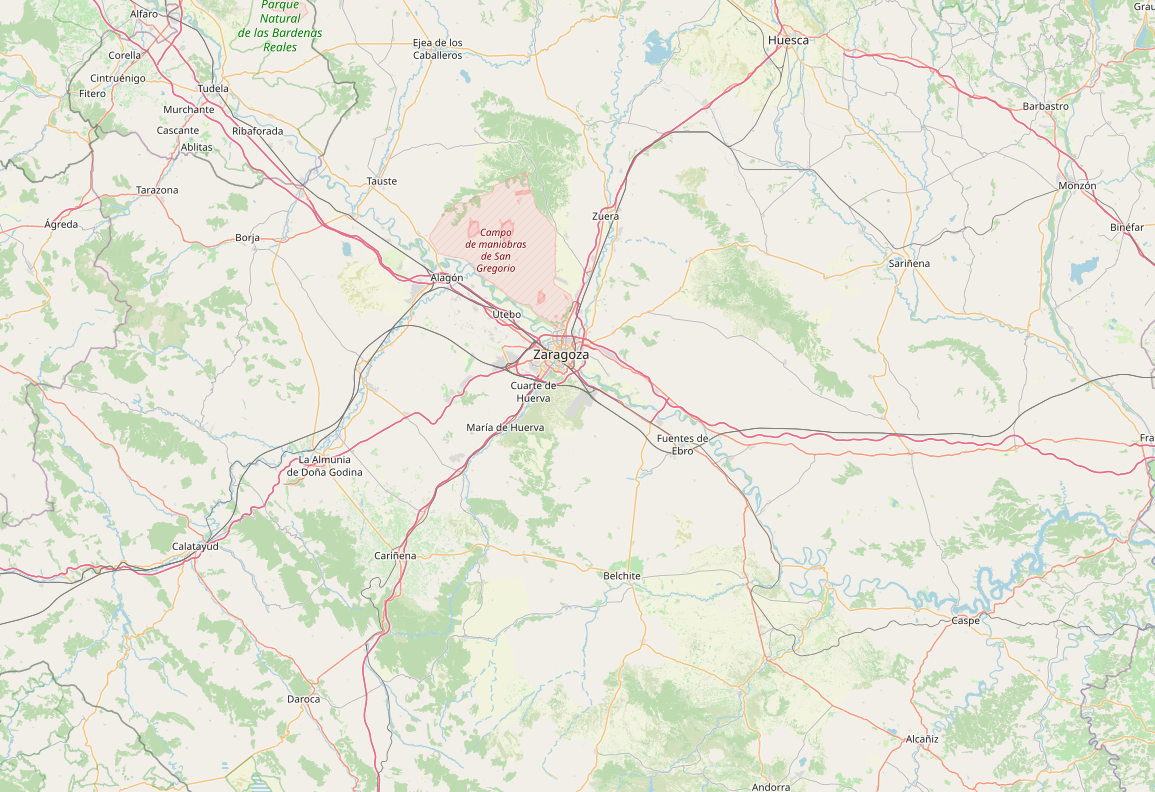 Parque
Natural
de las Bardenas
Reales
Alfaro
Grau
Ejea de los
Caballeros
Huesca
Corella
Cintruénigo
Tudela
Fitero
Murchante
Barbastro
Cascante
Ribaforada
Ablitas
Tauste
Monzón
Tarazona
Zuera
Ágreda
Binéfar
Borja
Campo
de maniobras
de San
Gregorio
Sariñena
Alagón
Utebo
Zaragoza
Cuarte de
Huerva
María de Huerva
Fuentes de
Ebro
Fra
La Almunia
de Doña Godina
Calatayud
Cariñena
Belchite
Caspe
Daroca
Alcañiz
Andorra